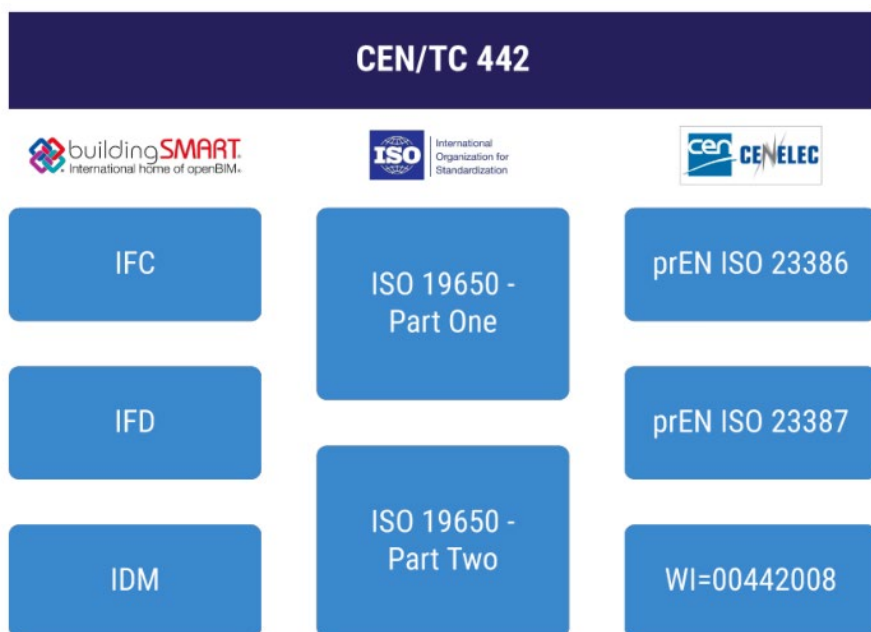 CEN/TC 442
buildingSMART®
International home of openBIM®
ISO
International
Organization for
Standardization
cen
CENELEC
IFC
ISO 19650 -
Part One
prEN ISO 23386
IFD
prEN ISO 23387
ISO 19650 -
Part Two
IDM
WI=00442008